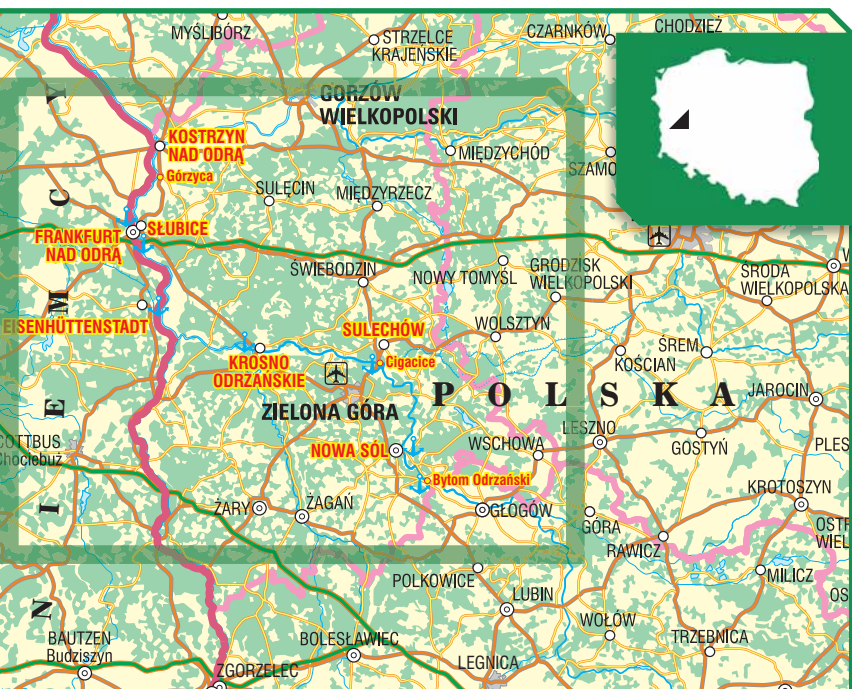 MYŚLIBÓRZ
STRZELCE
KRAJEŃSKIE
CZARNKÓW
CHODZIEŻ
GORZÓW
WIELKOPOLSKI
KOSTRZYN
NAD ODRĄ
Górzyca
MIĘDZYCHÓD
SZAMO
SULĘCIN
MIĘDZYRZECZ
SŁUBICE
FRANKFURT
NAD ODRĄ
ŚWIEBODZIN
NOWY TOMYŚL
GRODZISK
WIELKOPOLSKI
ŚRODA
WIELKOPOLSKA
EISENHÜTTENSTADT
SULECHÓW
WOLSZTYN
KROSNO
ODRZAŃSKIE
Cigacice
ŚREM
KOŚCIAN
POLSKA
JAROCIN
ZIELONA GÓRA
NOWA SÓL
WSCHOWA
LESZNO
GOSTYŃ
PLES
COTTBUS
Chociebuż
Bytom Odrzański
KROTOSZYN
ŻARY
ŻAGAŃ
GŁOGÓW
GÓRA
RAWICZ
OSTR
WIEL
POLKOWICE
MILICZ
LUBIN
OS
WOŁÓW
BAUTZEN
Budziszyn
BOLESŁAWIEC
TRZEBNICA
ZGORZELEC
LEGNICA
NIEMCY